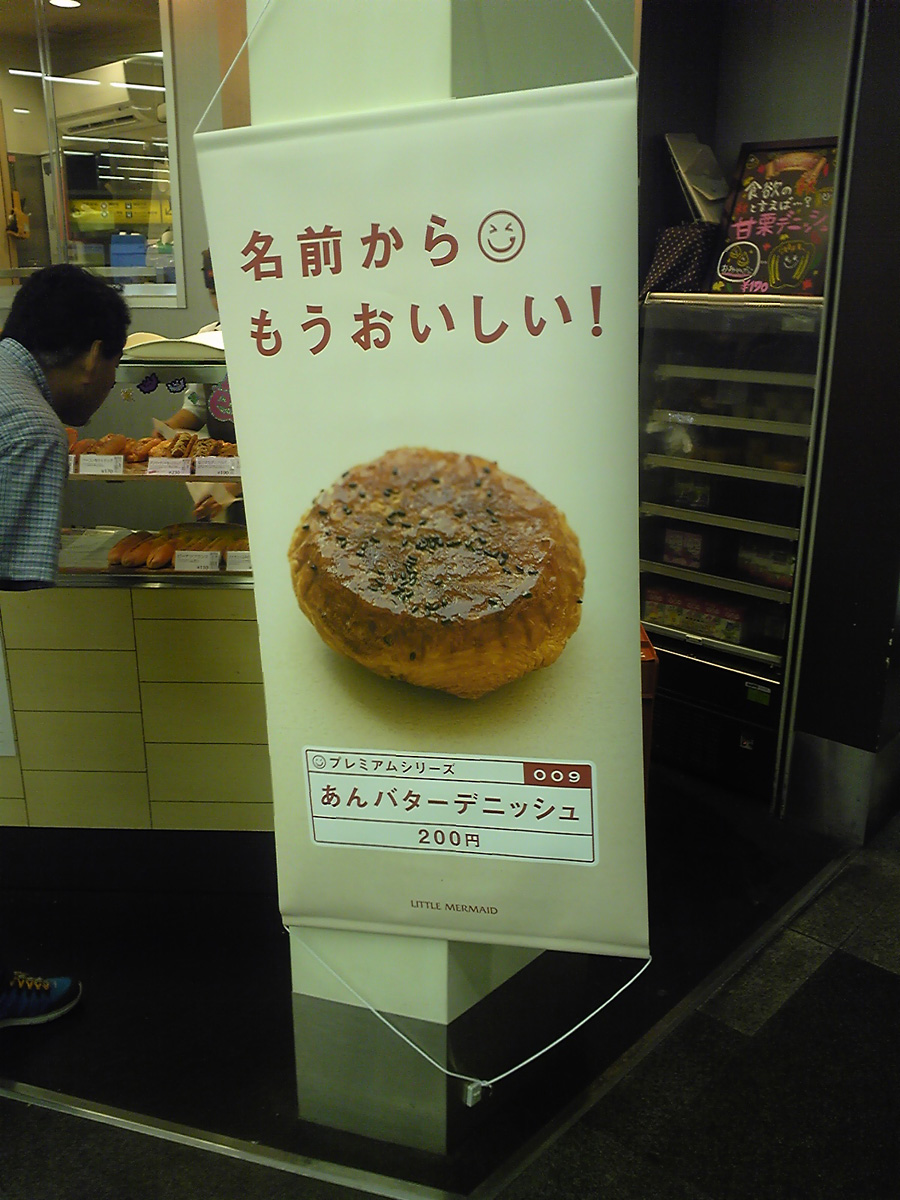 名前から
もうおいしい!
プレミアムシリーズ 009
あんバターデニッシュ
200円
LITTLE MERMAID
食欲の
甘栗デニッシ
¥190